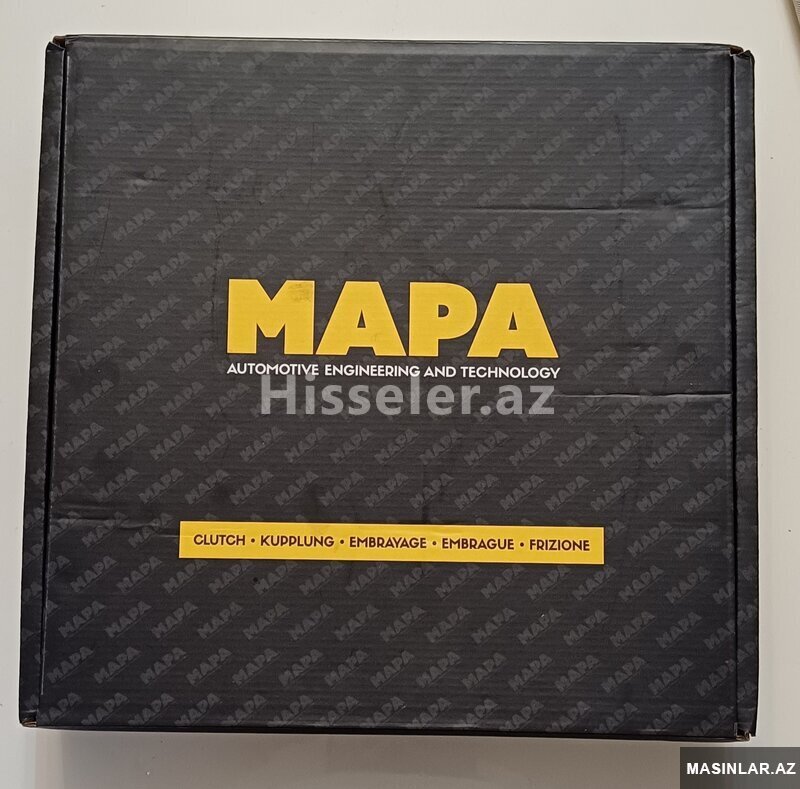 MAPA
AUTOMOTIVE ENGINEERING AND TECHNOLOGY
Hisseler.az
CLUTCH • KUPPLUNG • EMBRAYAGE • EMBRAGUE • FRIZIONE
MASINLAR.AZ